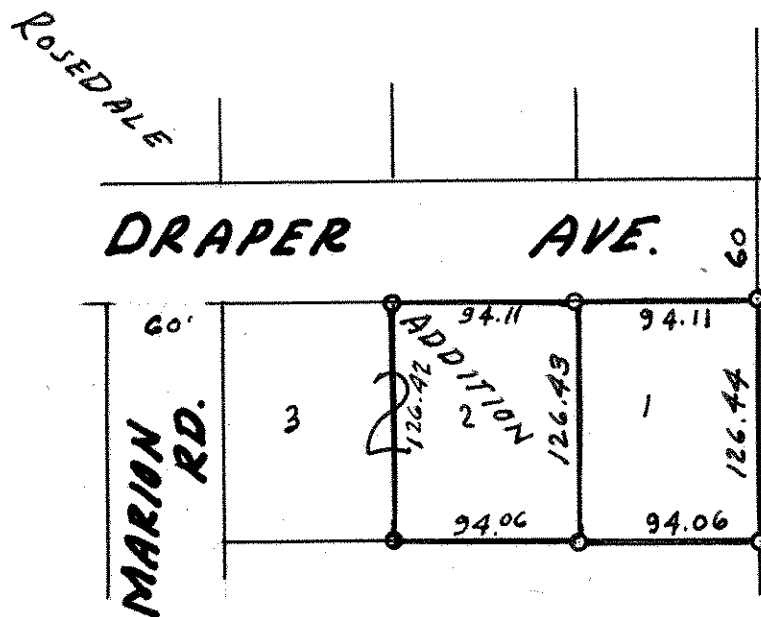 ROSEDALE
DRAPER AVE. 60
60'
MARION
RD.
3
2
ADDITION
94.11
126.42
2
126.43
94.06
94.11
1
126.44
94.06